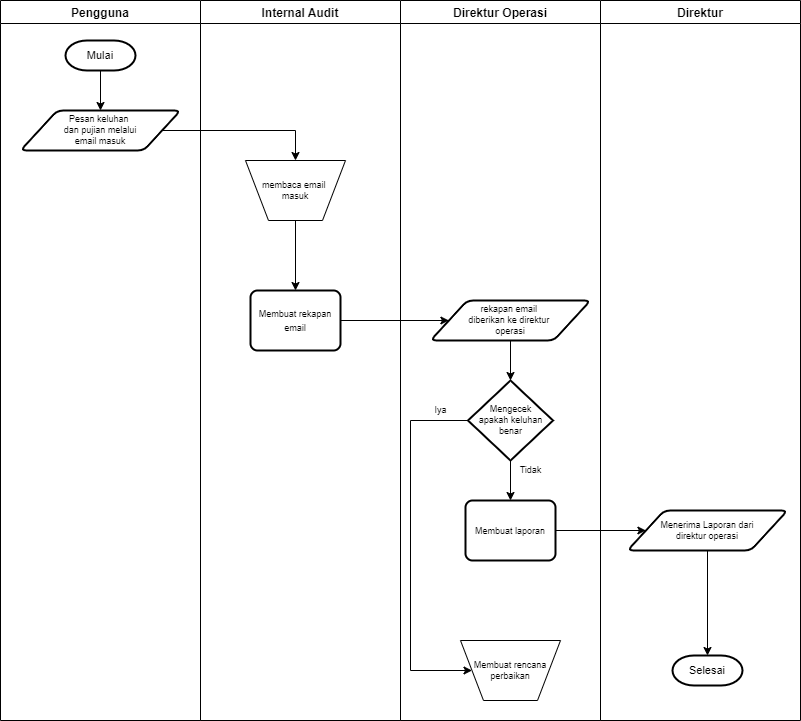 Pengguna
Internal Audit
Direktur Operasi
Direktur
Mulai
Pesan keluhan
dan pujian melalui
email masuk
membaca email
masuk
Membuat rekapan
email
rekapan email
diberikan ke direktur
operasi
Iya
Mengecek
apakah keluhan
benar
Tidak
Membuat laporan
Menerima Laporan dari
direktur operasi
Membuat rencana
perbaikan
Selesai